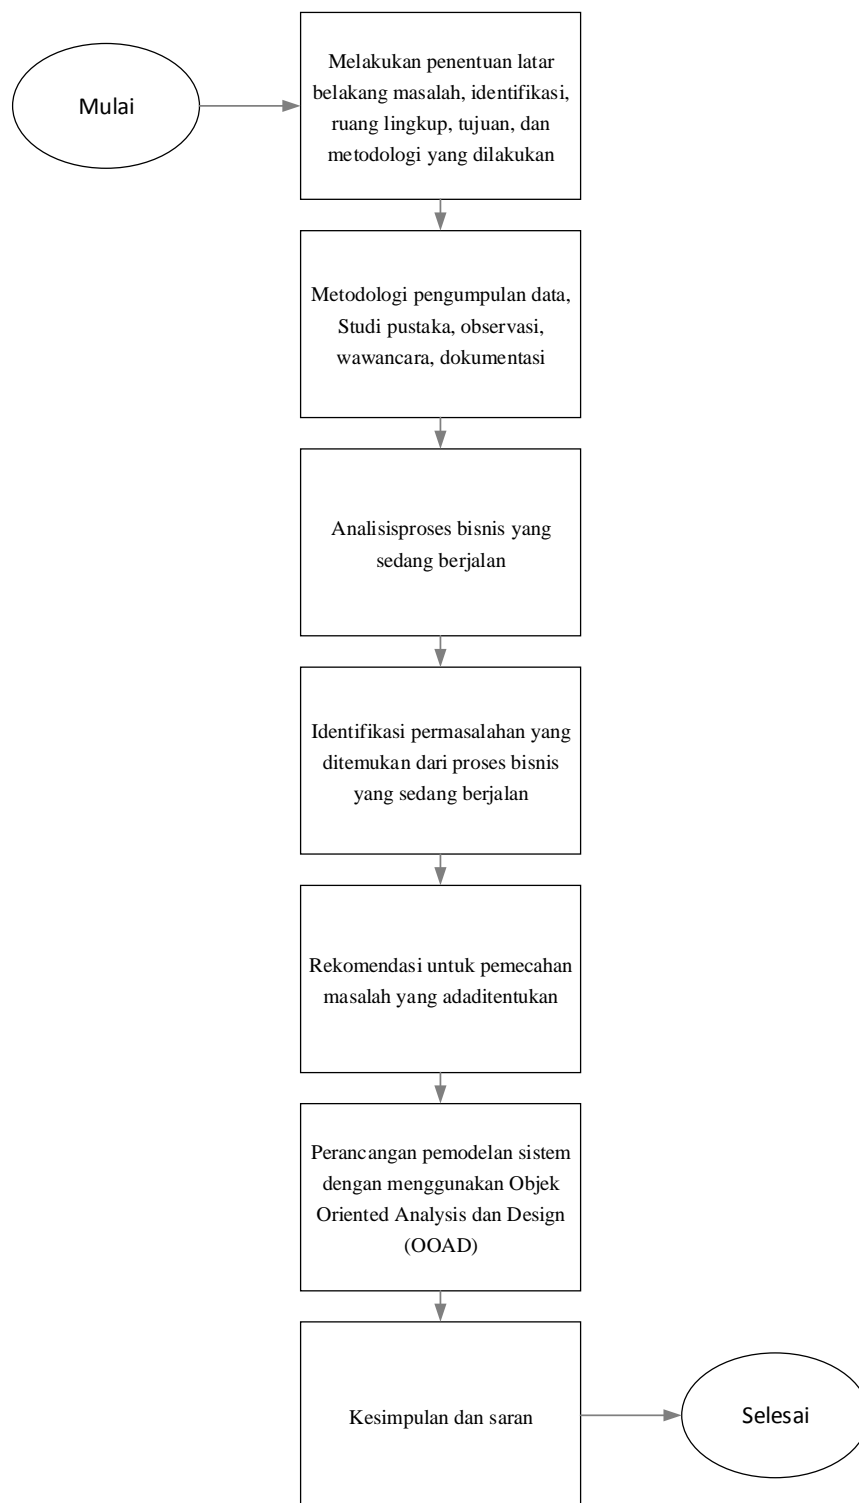 Mulai
Melakukan penentuan latar
belakang masalah, identifikasi,
ruang lingkup, tujuan, dan
metodologi yang dilakukan
Metodologi pengumpulan data,
Studi pustaka, observasi,
wawancara, dokumentasi
Analisisproses bisnis yang
sedang berjalan
Identifikasi permasalahan yang
ditemukan dari proses bisnis
yang sedang berjalan
Rekomendasi untuk pemecahan
masalah yang adaditentukan
Perancangan pemodelan sistem
dengan menggunakan Objek
Oriented Analysis dan Design
(OOAD)
Kesimpulan dan saran
Selesai